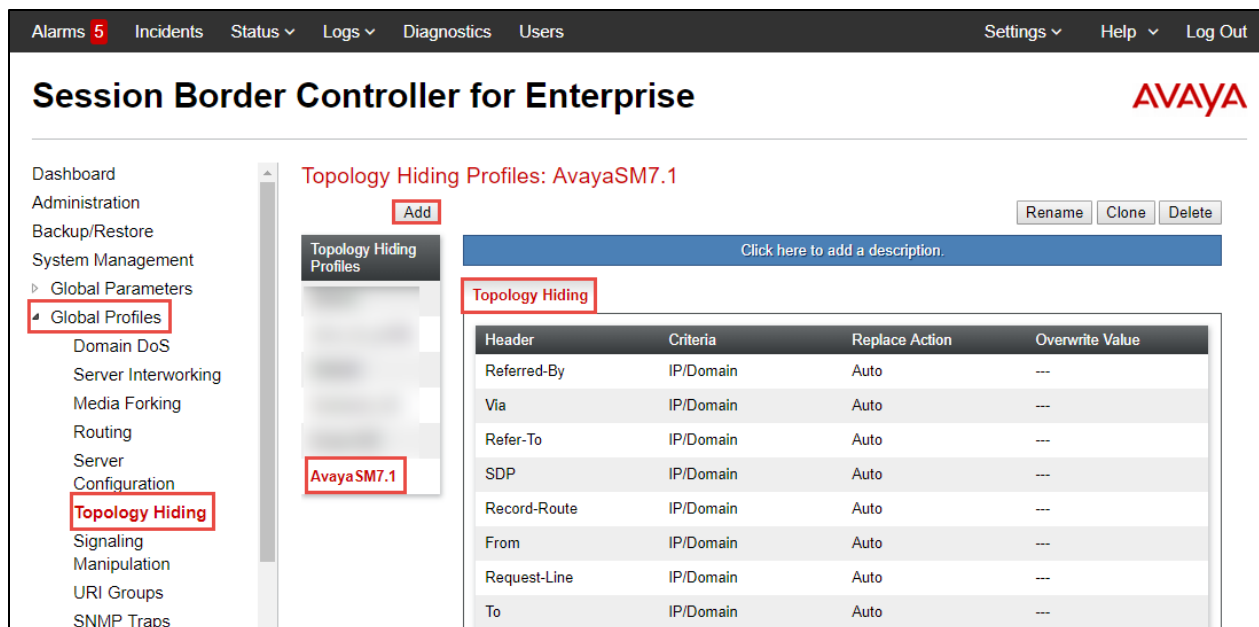 Alarms 5 Incidents Status Logs Diagnostics Users Settings Help Log Out
Session Border Controller for Enterprise
AVAYA
Dashboard
Administration
Backup/Restore
System Management
Global Parameters
Global Profiles
Domain DoS
Server Interworking
Media Forking
Routing
Server
Configuration
Topology Hiding
Signaling
Manipulation
URI Groups
SNMP Traps
Topology Hiding Profiles: AvayaSM7.1
Add
Rename Clone Delete
Topology Hiding
Profiles
AvayaSM7.1
Click here to add a description.
Topology Hiding
Header Criteria Replace Action Overwrite Value
Referred-By IP/Domain Auto ---
Via IP/Domain Auto ---
Refer-To IP/Domain Auto ---
SDP IP/Domain Auto ---
Record-Route IP/Domain Auto ---
From IP/Domain Auto ---
Request-Line IP/Domain Auto ---
To IP/Domain Auto ---